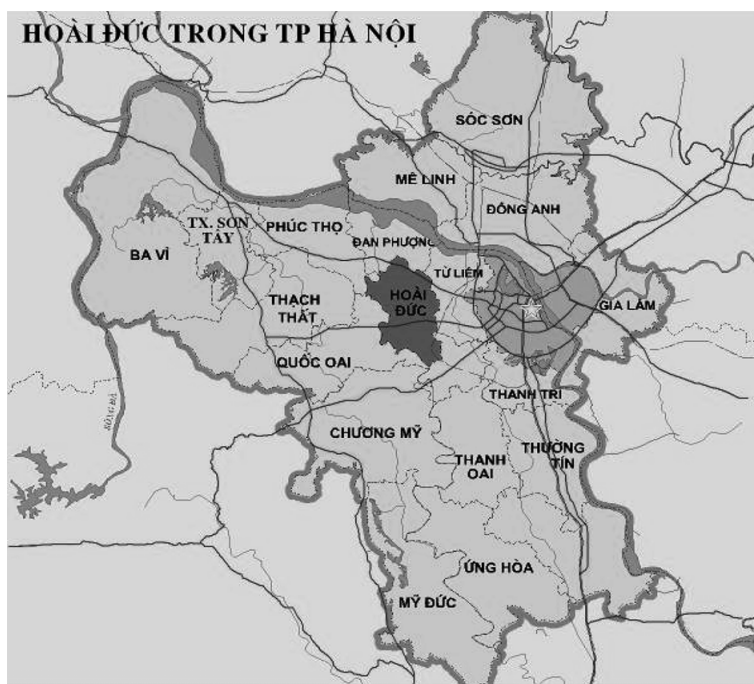 HOÀI ĐỨC TRONG TP HÀ NỘI
SÓC SƠN
MÊ LINH
ĐÔNG ANH
TX. SƠN
TÂY
PHÚC THỌ
ĐAN PHƯỢNG
BA VÌ
TỪ LIÊM
HOÀI
ĐỨC
THẠCH
THẤT
GIA LÂM
QUỐC OAI
THANH TRÌ
SÔNG ĐÀ
CHƯƠNG MỸ
THANH
OAI
THƯỜNG
TÍN
ỨNG HÒA
MỸ ĐỨC